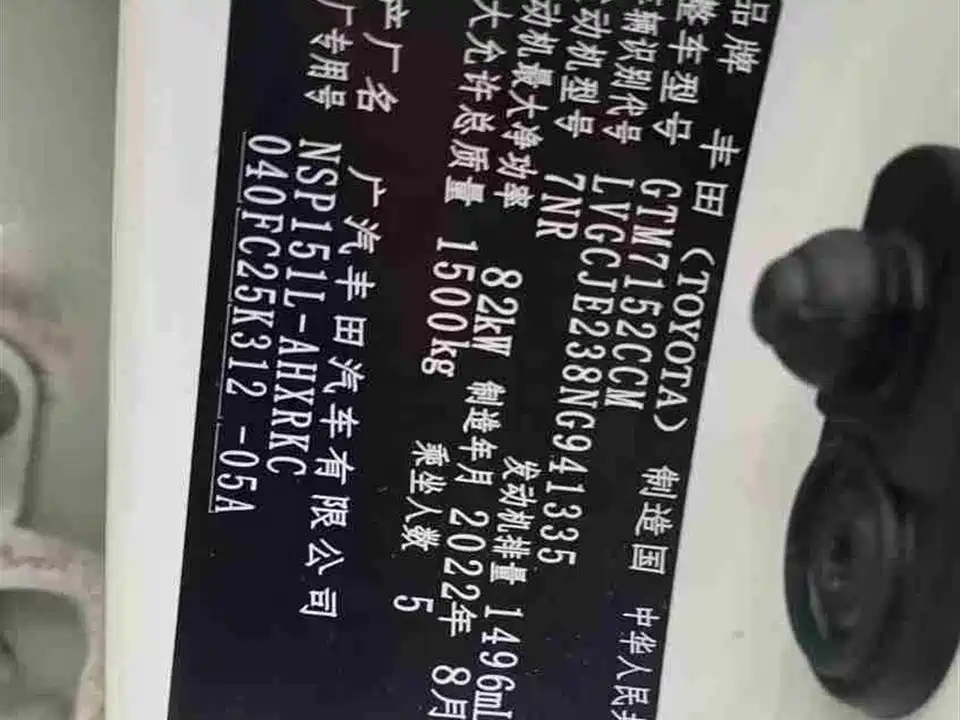 品牌 丰田 (TOYOTA) 制造国 中华人民共
整车型号 GTM7152CCM
车辆识别代号 LVGCJE238NG941335
发动机型号 7NR 发动机排量 1496ml
动机最大净功率 82kW 制造年月 2022年 8月
大允许总质量 1500kg 乘坐人数 5
产厂名 广汽丰田汽车有限公司
厂专用号 NSP151L-AHXRKC
040FC25K312 -05A